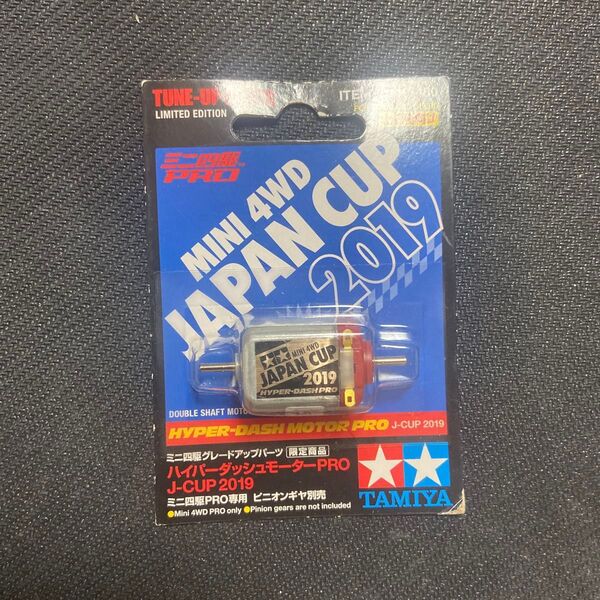 TUNE-UP
LIMITED EDITION
ITEM
ミニ四駆
PRO
MINI 4WD
JAPAN CUP
2019
MINI 4WD
JAPAN CUP
2019
HYPER-DASH PRO
DOUBLE SHAFT MOTOR
HYPER-DASH MOTOR PRO J-CUP 2019
ミニ四駆グレードアップパーツ 限定商品
ハイパーダッシュモーターPRO
J-CUP 2019
ミニ四駆PRO専用 ピニオンギヤ別売
●Mini 4WD PRO only ●Pinion gears are not included
TAMIYA